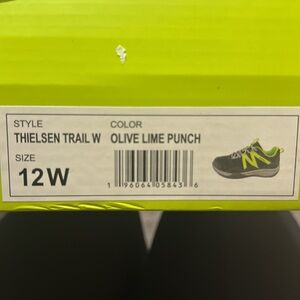 STYLE COLOR
THIELSEN TRAIL W OLIVE LIME PUNCH
SIZE
12W
1 96064 05843 6